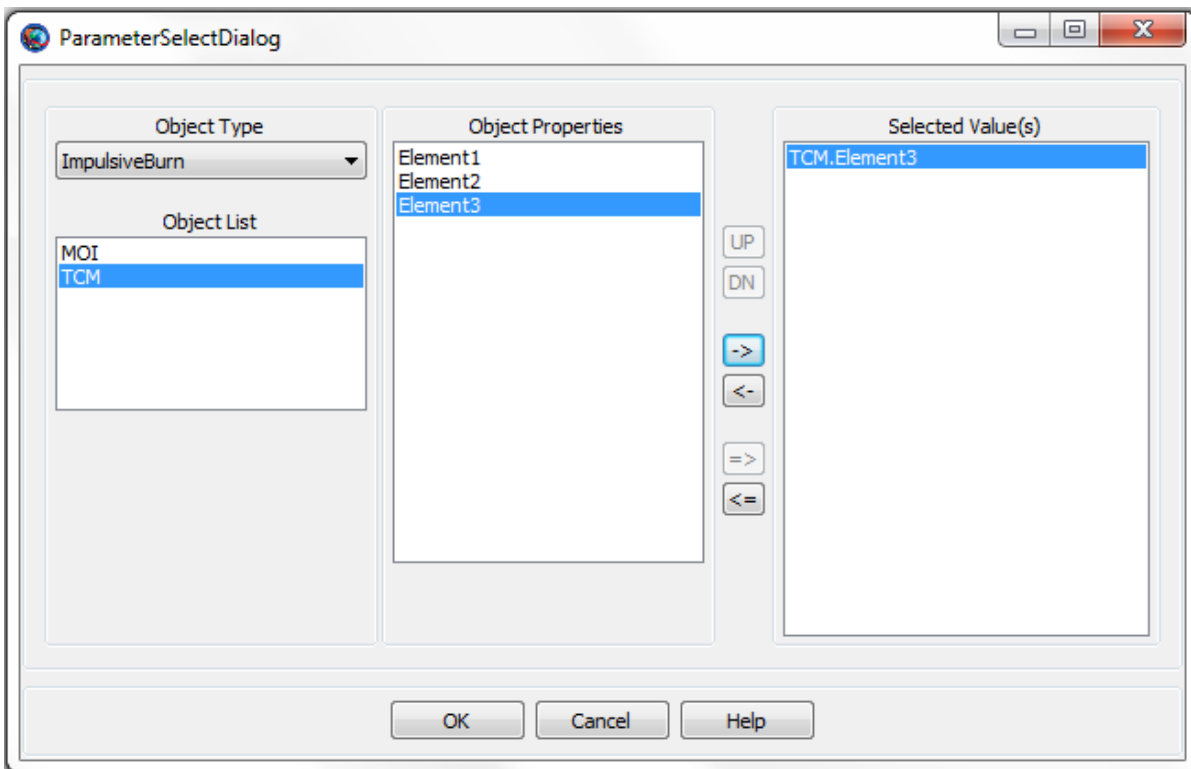 ParameterSelectDialog
Object Type
ImpulsiveBurn
Object List
MOI
TCM
Object Properties
Element1
Element2
Element3
UP
DN
->
<-
=>
<=
Selected Value(s)
TCM.Element3
OK
Cancel
Help